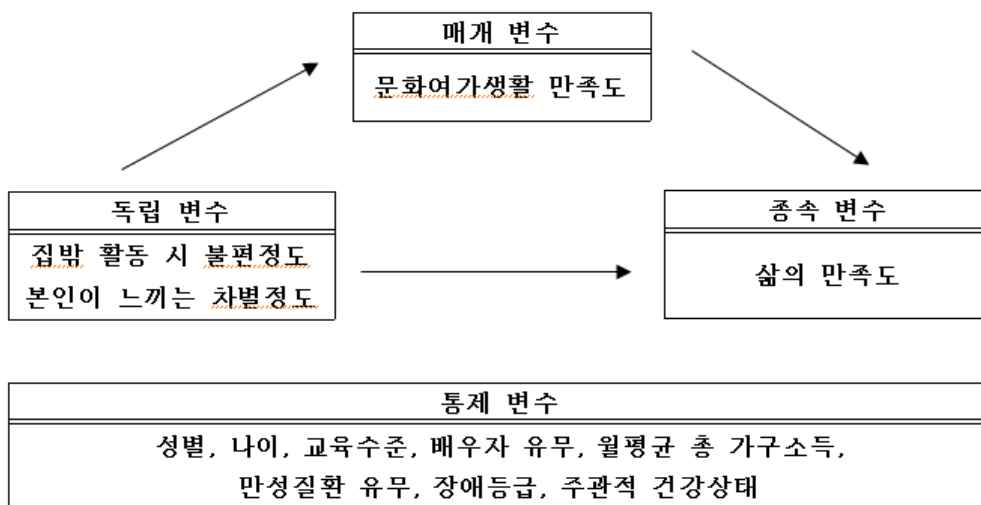 매개 변수
문화여가생활 만족도
독립 변수
집밖 활동 시 불편정도
본인이 느끼는 차별정도
종속 변수
삶의 만족도
통제 변수
성별, 나이, 교육수준, 배우자 유무, 월평균 총 가구소득,
만성질환 유무, 장애등급, 주관적 건강상태